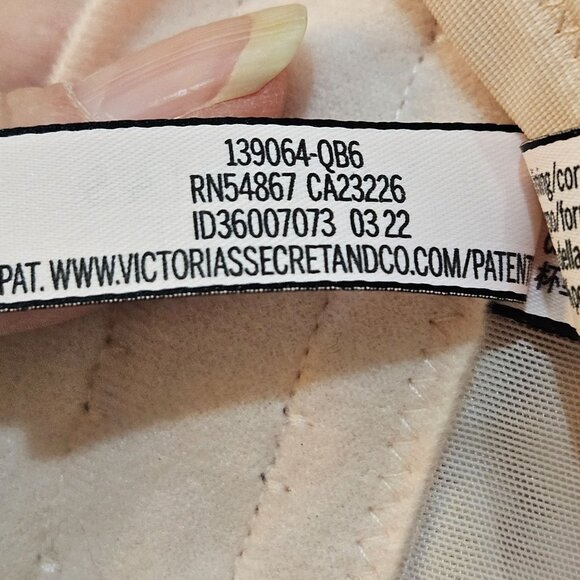 139064-QB6
RN54867 CA23226
ID36007073 03 22
PAT. WWW.VICTORIASSECRETANDCO.COM/PATENT